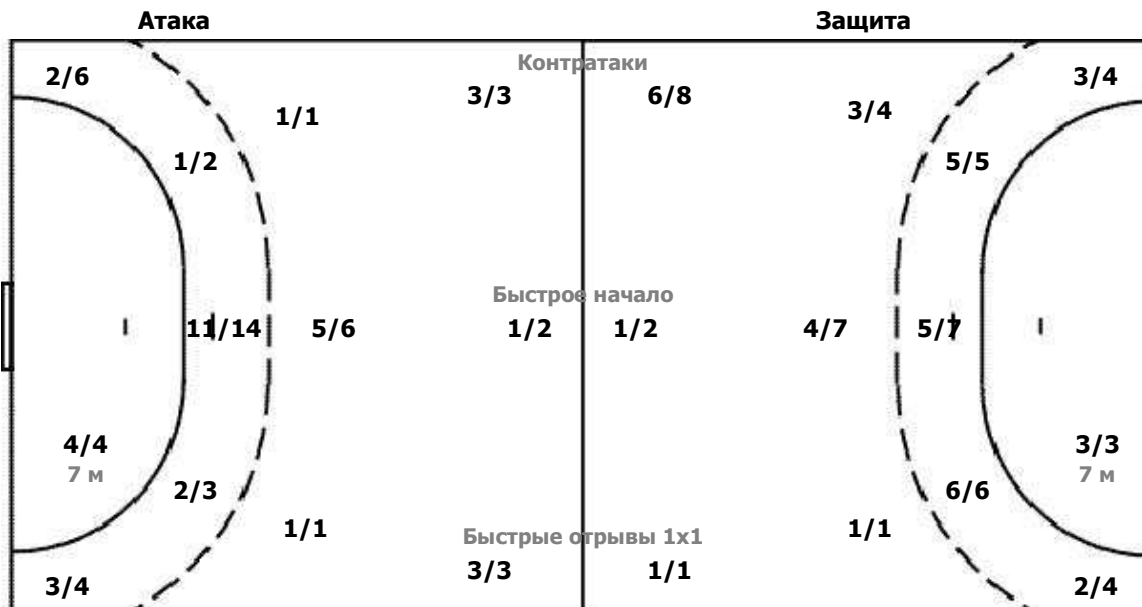 Атака Защита
Контратаки
2/6 3/3 6/8 3/4
1/1 3/4
1/2 5/5
Быстрое начало
11/14 5/6 1/2 1/2 4/7 5/7
4/4 3/3
7 м 7 м
2/3 6/6
1/1 Быстрые отрывы 1x1 1/1
3/3 1/1
3/4 2/4